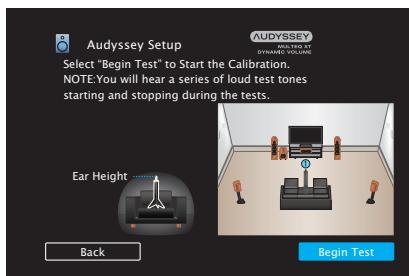 Audyssey Setup
AUDYSSEY
MULTEQ XT
DYNAMIC VOLUME
Select “Begin Test” to Start the Calibration.
NOTE:You will hear a series of loud test tones
starting and stopping during the tests.
Ear Height
Back
Begin Test